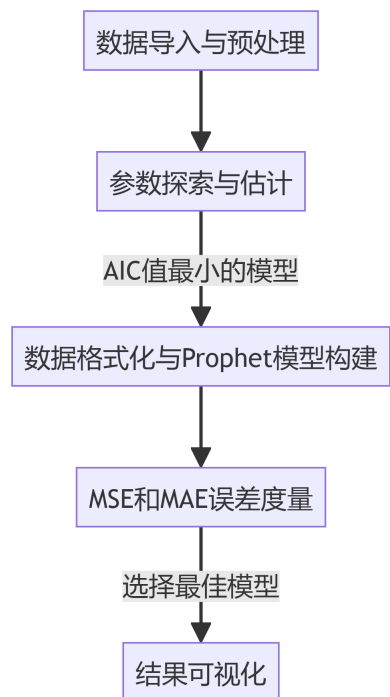 数据导入与预处理
参数探索与估计
AIC值最小的模型
数据格式化与Prophet模型构建
MSE和MAE误差度量
选择最佳模型
结果可视化